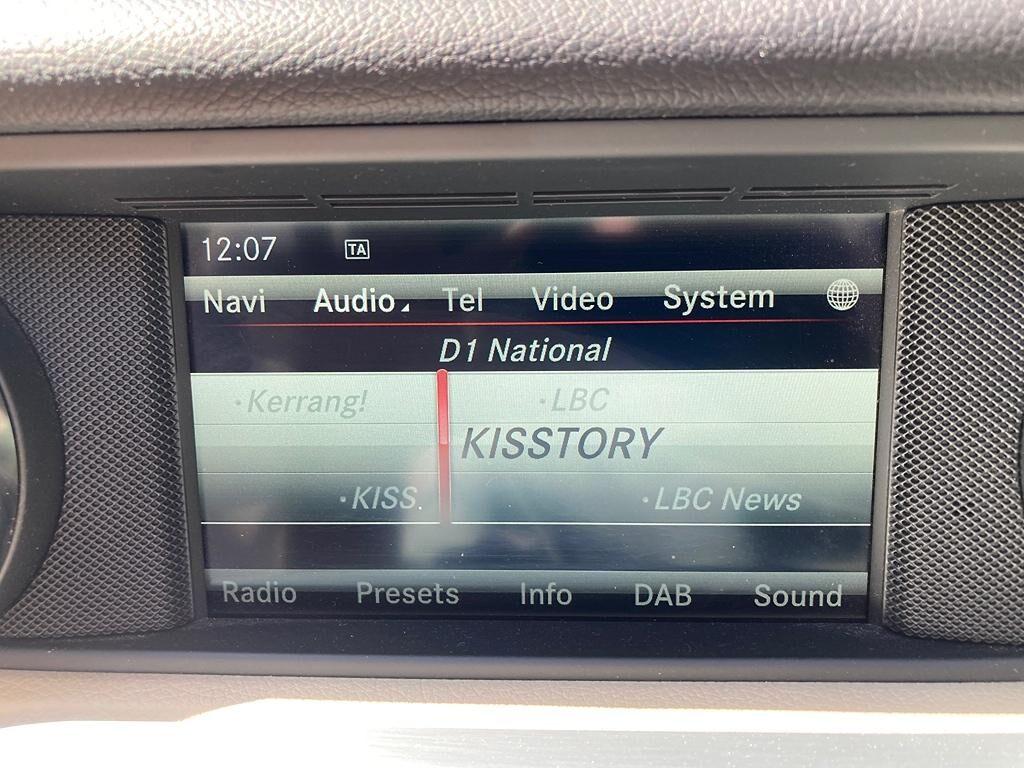 12:07 TA
Navi Audio Tel Video System
D1 National
·Kerrang! ·LBC
KISSTORY
·KISS. ·LBC News
Radio Presets Info DAB Sound